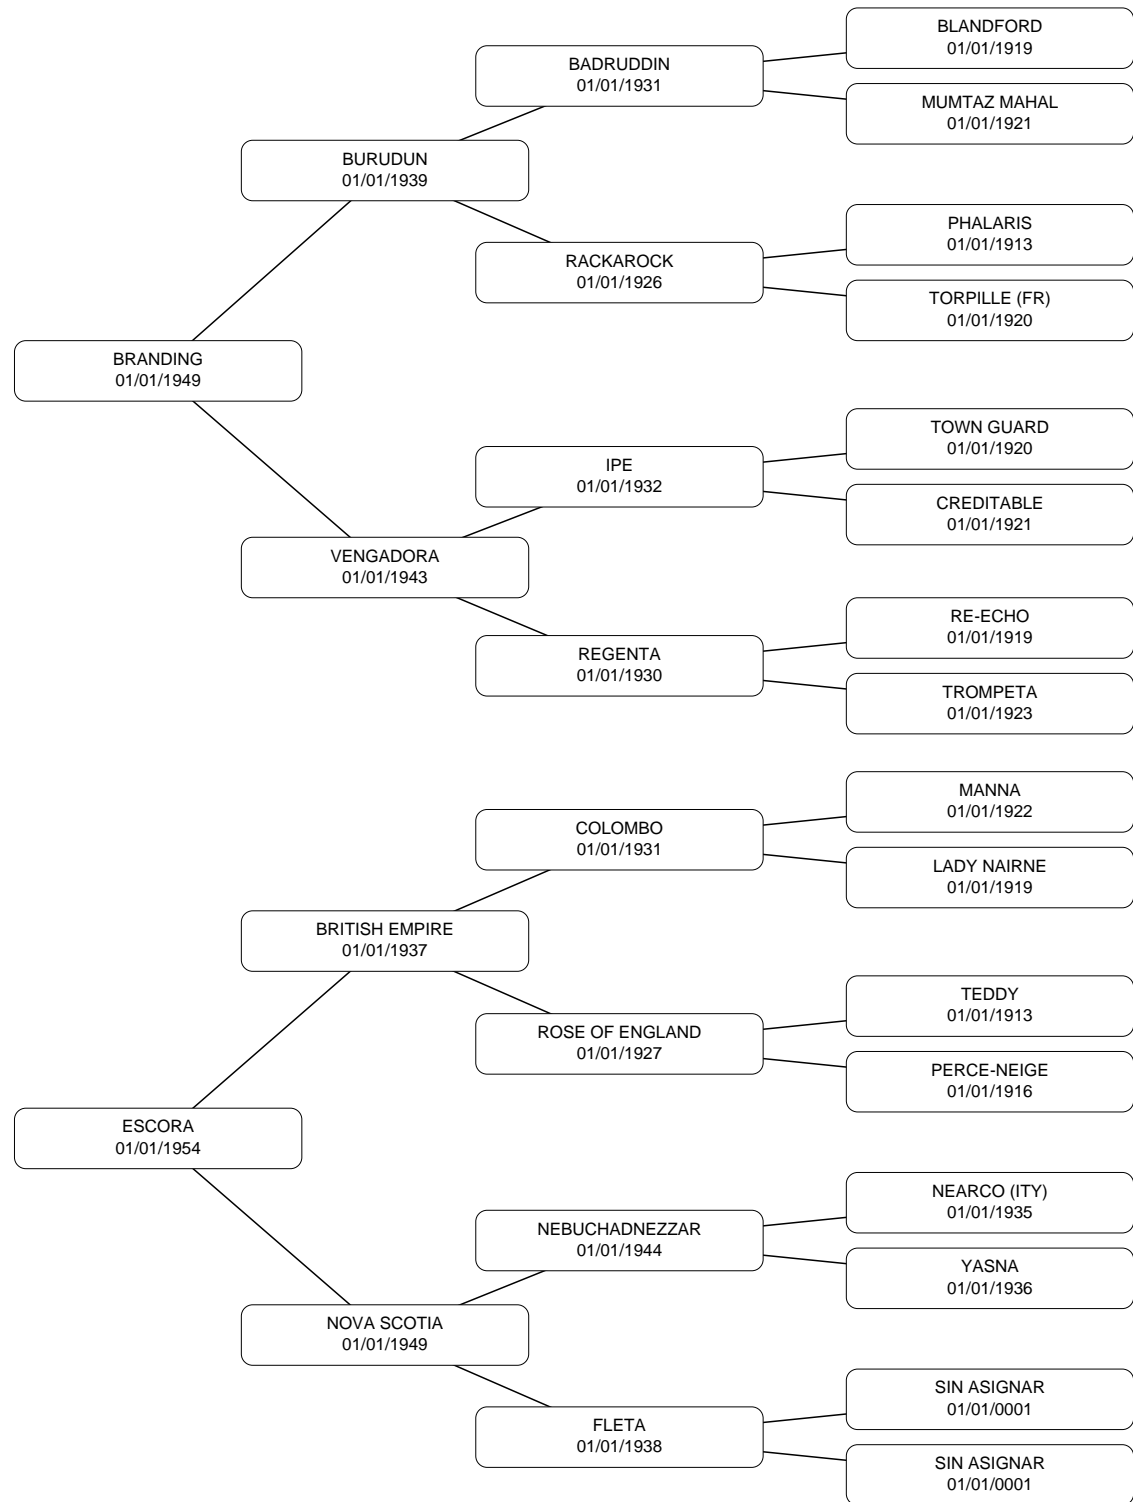 BLANDFORD
01/01/1919
BADRUDDIN
01/01/1931
MUMTAZ MAHAL
01/01/1921
BURUDUN
01/01/1939
PHALARIS
01/01/1913
RACKAROCK
01/01/1926
TORPILLE (FR)
01/01/1920
BRANDING
01/01/1949
TOWN GUARD
01/01/1920
IPE
01/01/1932
CREDITABLE
01/01/1921
VENGADORA
01/01/1943
RE-ECHO
01/01/1919
REGENTA
01/01/1930
TROMPETA
01/01/1923
MANNA
01/01/1922
COLOMBO
01/01/1931
LADY NAIRNE
01/01/1919
BRITISH EMPIRE
01/01/1937
TEDDY
01/01/1913
ROSE OF ENGLAND
01/01/1927
PERCE-NEIGE
01/01/1916
ESCORA
01/01/1954
NEARCO (ITY)
01/01/1935
NEBUCHADNEZZAR
01/01/1944
YASNA
01/01/1936
NOVA SCOTIA
01/01/1949
SIN ASIGNAR
01/01/0001
FLETA
01/01/1938
SIN ASIGNAR
01/01/0001